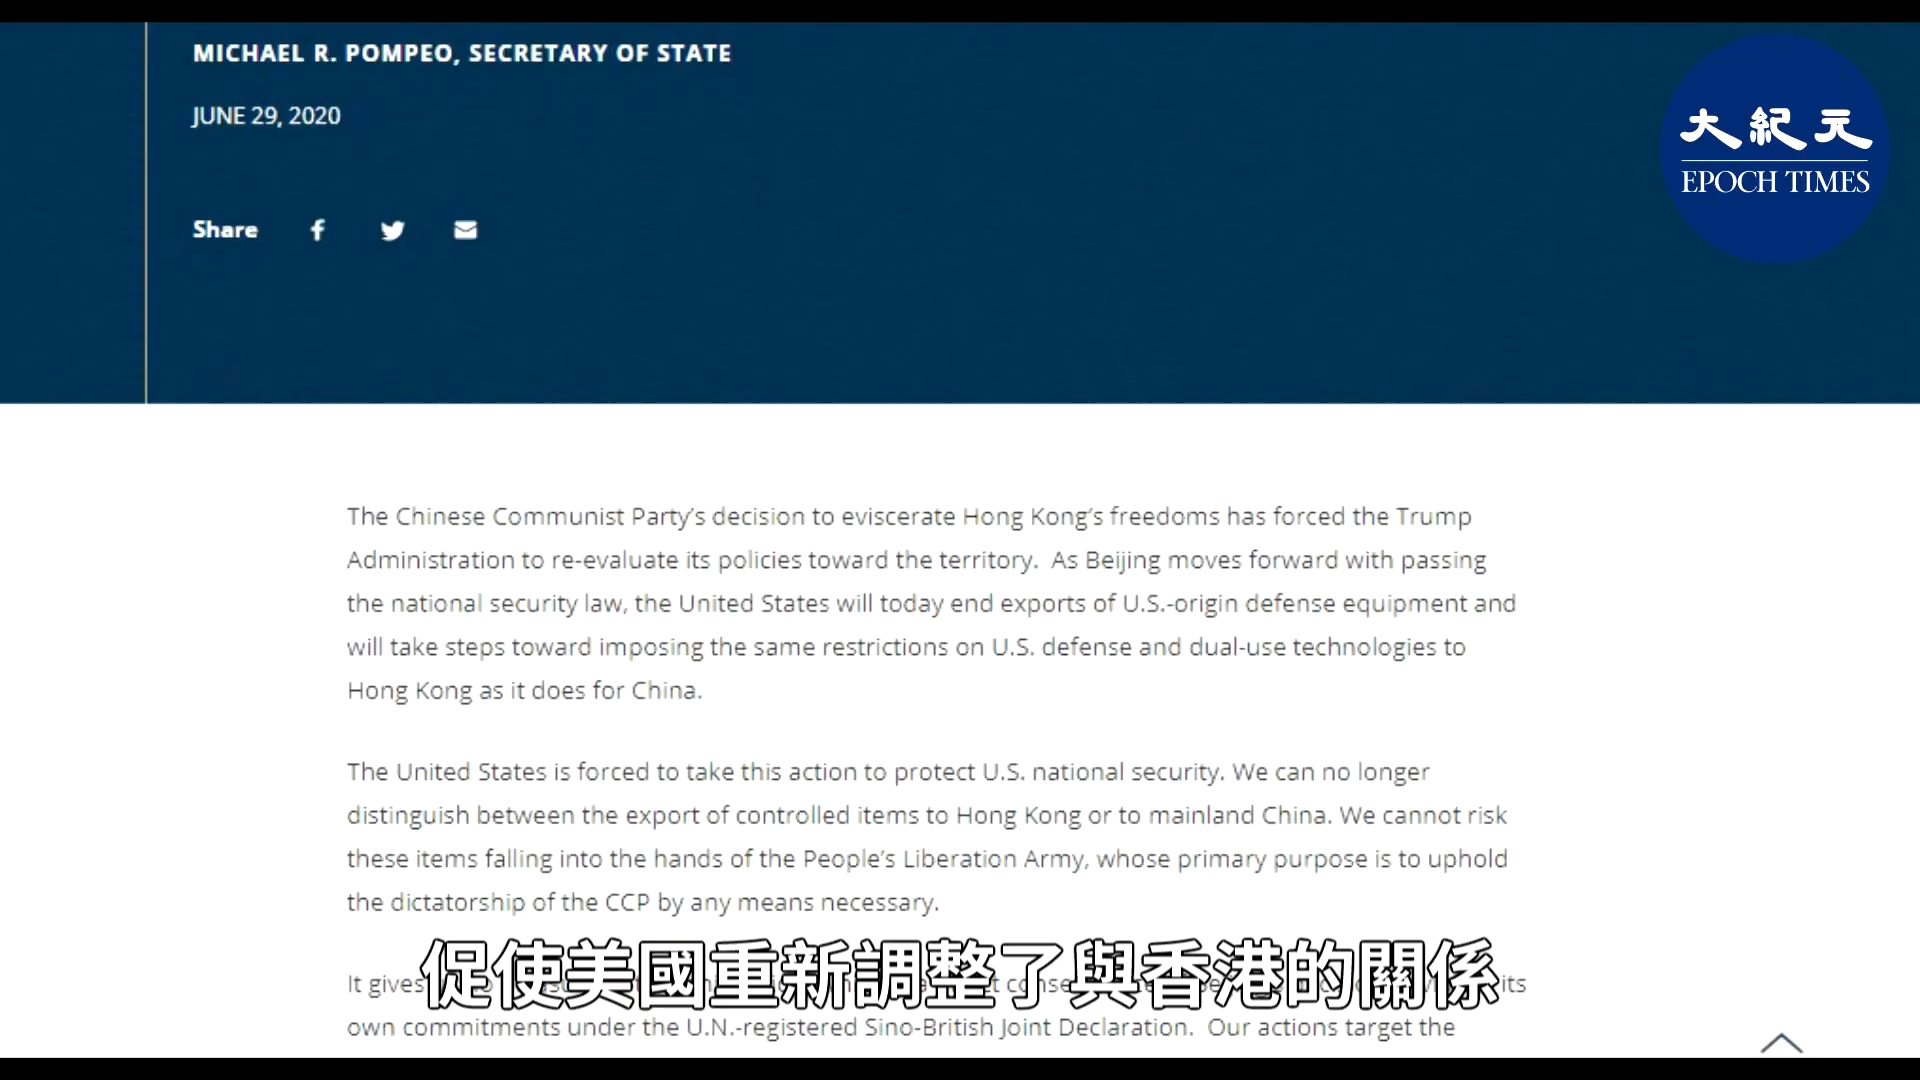 MICHAEL R. POMPEO, SECRETARY OF STATE
JUNE 29, 2020
大紀元
EPOCH TIMES
Share
The Chinese Communist Party's decision to eviscerate Hong Kong's freedoms has forced the Trump
Administration to re-evaluate its policies toward the territory.  As Beijing moves forward with passing
the national security law, the United States will today end exports of U.S.-origin defense equipment and
will take steps toward imposing the same restrictions on U.S. defense and dual-use technologies to
Hong Kong as it does for China.
The United States is forced to take this action to protect U.S. national security. We can no longer
distinguish between the export of controlled items to Hong Kong or to mainland China. We cannot risk
these items falling into the hands of the People's Liberation Army, whose primary purpose is to uphold
the dictatorship of the CCP by any means necessary.
It gives its
促使美國重新調整了與香港的關係
own commitments under the U.N.-registered Sino-British Joint Declaration.  Our actions target the